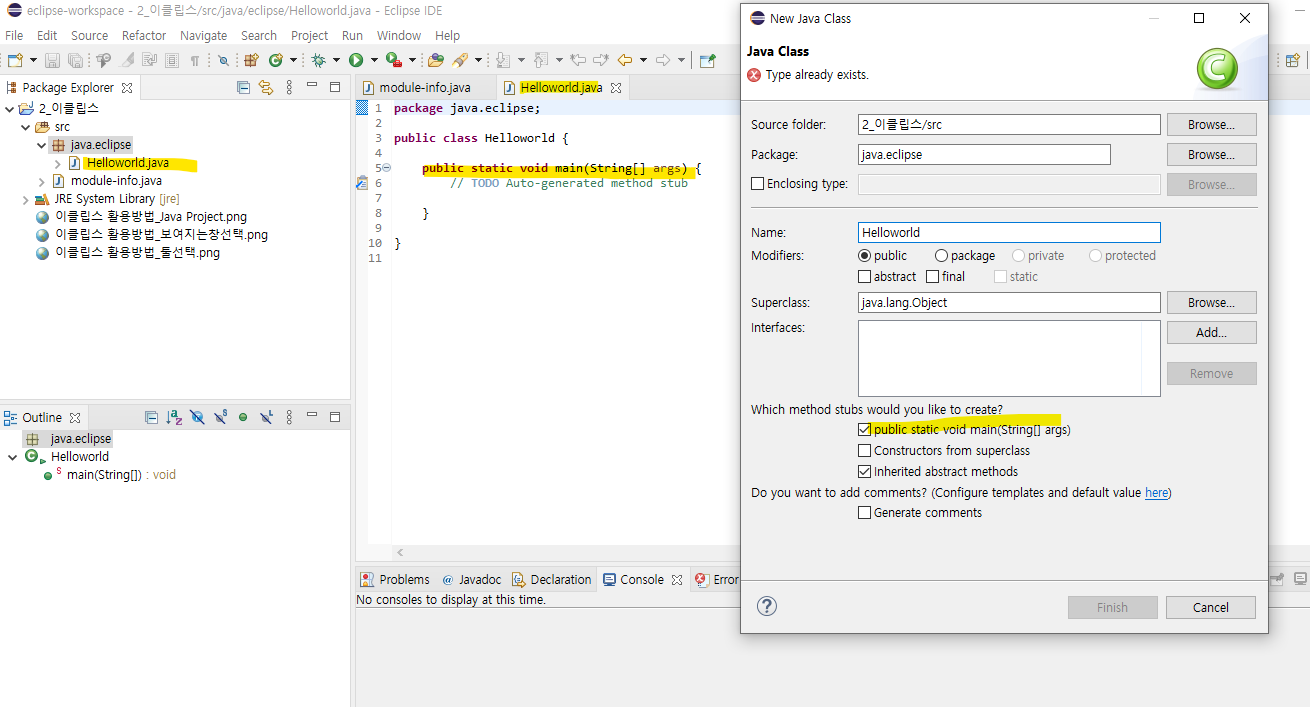 eclipse-workspace - 2_이클립스/src/java/eclipse/Helloworld.java - Eclipse IDE
File Edit Source Refactor Navigate Search Project Run Window Help
Package Explorer
2_이클립스
src
java.eclipse
Helloworld.java
module-info.java
JRE System Library [jre]
이클립스 활용방법_Java Project.png
이클립스 활용방법_보여지는창선택.png
이클립스 활용방법_툴선택.png
Outline
java.eclipse
Helloworld
main(String[]) : void
module-info.java Helloworld.java
1 package java.eclipse;
2
3 public class Helloworld {
4
5 public static void main(String[] args) {
6 // TODO Auto-generated method stub
7
8 }
9
10 }
11
Problems @ Javadoc Declaration Console Error
No consoles to display at this time.
New Java Class
Java Class
Type already exists.
Source folder: 2_이클립스/src Browse...
Package: java.eclipse Browse...
Enclosing type: Browse...
Name: Helloworld
Modifiers: public package private protected
abstract final static
Superclass: java.lang.Object Browse...
Interfaces: Add...
Remove
Which method stubs would you like to create?
public static void main(String[] args)
Constructors from superclass
Inherited abstract methods
Do you want to add comments? (Configure templates and default value here)
Generate comments
Finish Cancel